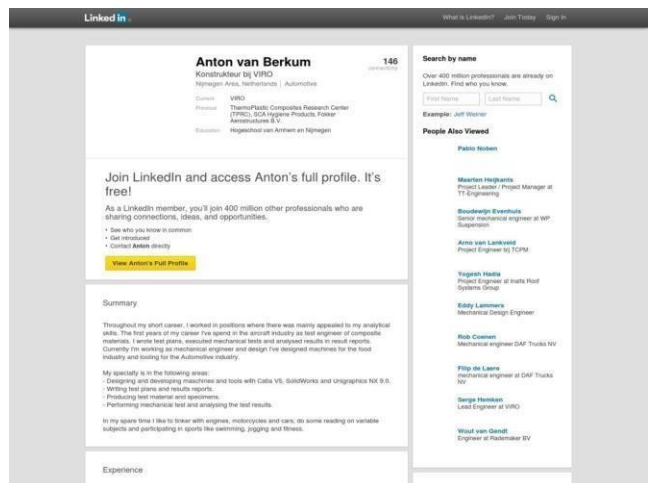 Linked in
What is LinkedIn? Join Today Sign In
Anton van Berkum
146
Konstrukteur bij VIRO
Nijmegen Area, Netherlands | Automotive
Current VIRO
Previous ThermoPlastic Composites Research Center
(TPRC), SCA Hygiene Products, Fokker
Aerostructures B.V.
Education Hogeschool van Arnhem en Nijmegen
Join LinkedIn and access Anton's full profile. It's
free!
As a LinkedIn member, you'll join 400 million other professionals who are
sharing connections, ideas, and opportunities.
• See who you know in common
• Get introduced
• Contact Anton directly
View Anton's Full Profile
Summary
Throughout my short career, I worked in positions where there was mainly appealed to my analytical
skills. The first years of my career I've spend in the aircraft industry as test engineer of composite
materials. I wrote test plans, executed mechanical tests and analysed results in result reports.
Currently I'm working as mechanical engineer and design I've designed machines for the food
industry and tooling for the Automotive industry.
My specialty is in the following areas:
- Designing and developing maschines and tools with Catia V5, SolidWorks and Unigraphics NX 9.0.
- Writing test plans and results reports.
- Producing test material and specimens.
- Performing mechanical test and analysing the test results.
In my spare time I like to tinker with engines, motorcycles and cars, do some reading on variable
subjects and participating in sports like swimming, jogging and fitness.
Experience
Search by name
Over 400 million professionals are already on
LinkedIn. Find who you know.
First Name Last Name
Example: Jeff Weiner
People Also Viewed
Pablo Noben
Maarten Heijkants
Project Leader / Project Manager at
TT-Engineering
Boudewijn Evenhuis
Senior mechanical engineer at WP
Suspension
Arno van Lankveld
Project Engineer bij TCPM
Yogesh Hadia
Project Engineer at Inalfa Roof
Systems Group
Eddy Lammers
Mechanical Design Engineer
Rob Coenen
Mechanical engineer DAF Trucks NV
Filip de Laere
mechanical engineer at DAF Trucks
NV
Serge Hemken
Lead Engineer at VIRO
Wout van Gendt
Engineer at Rademaker BV